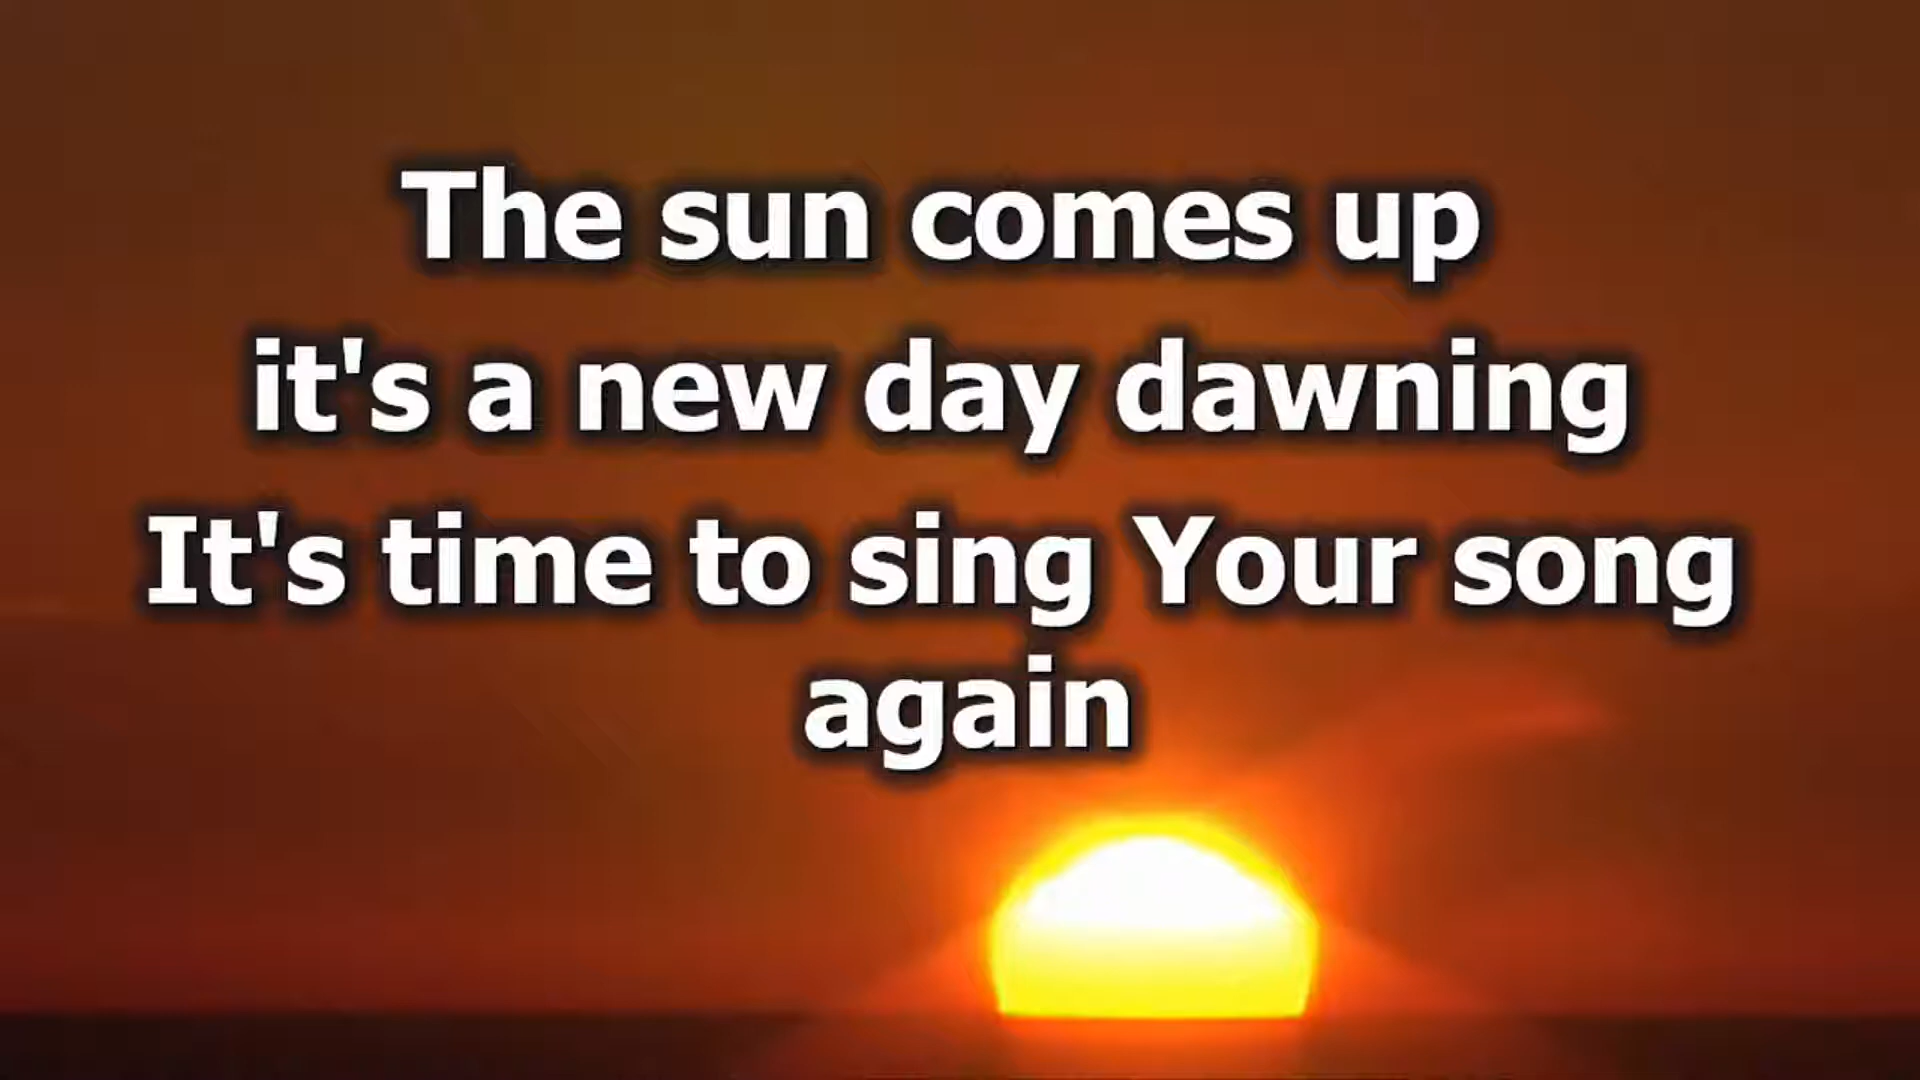 The sun comes up
it's a new day dawning
It's time to sing Your song
again